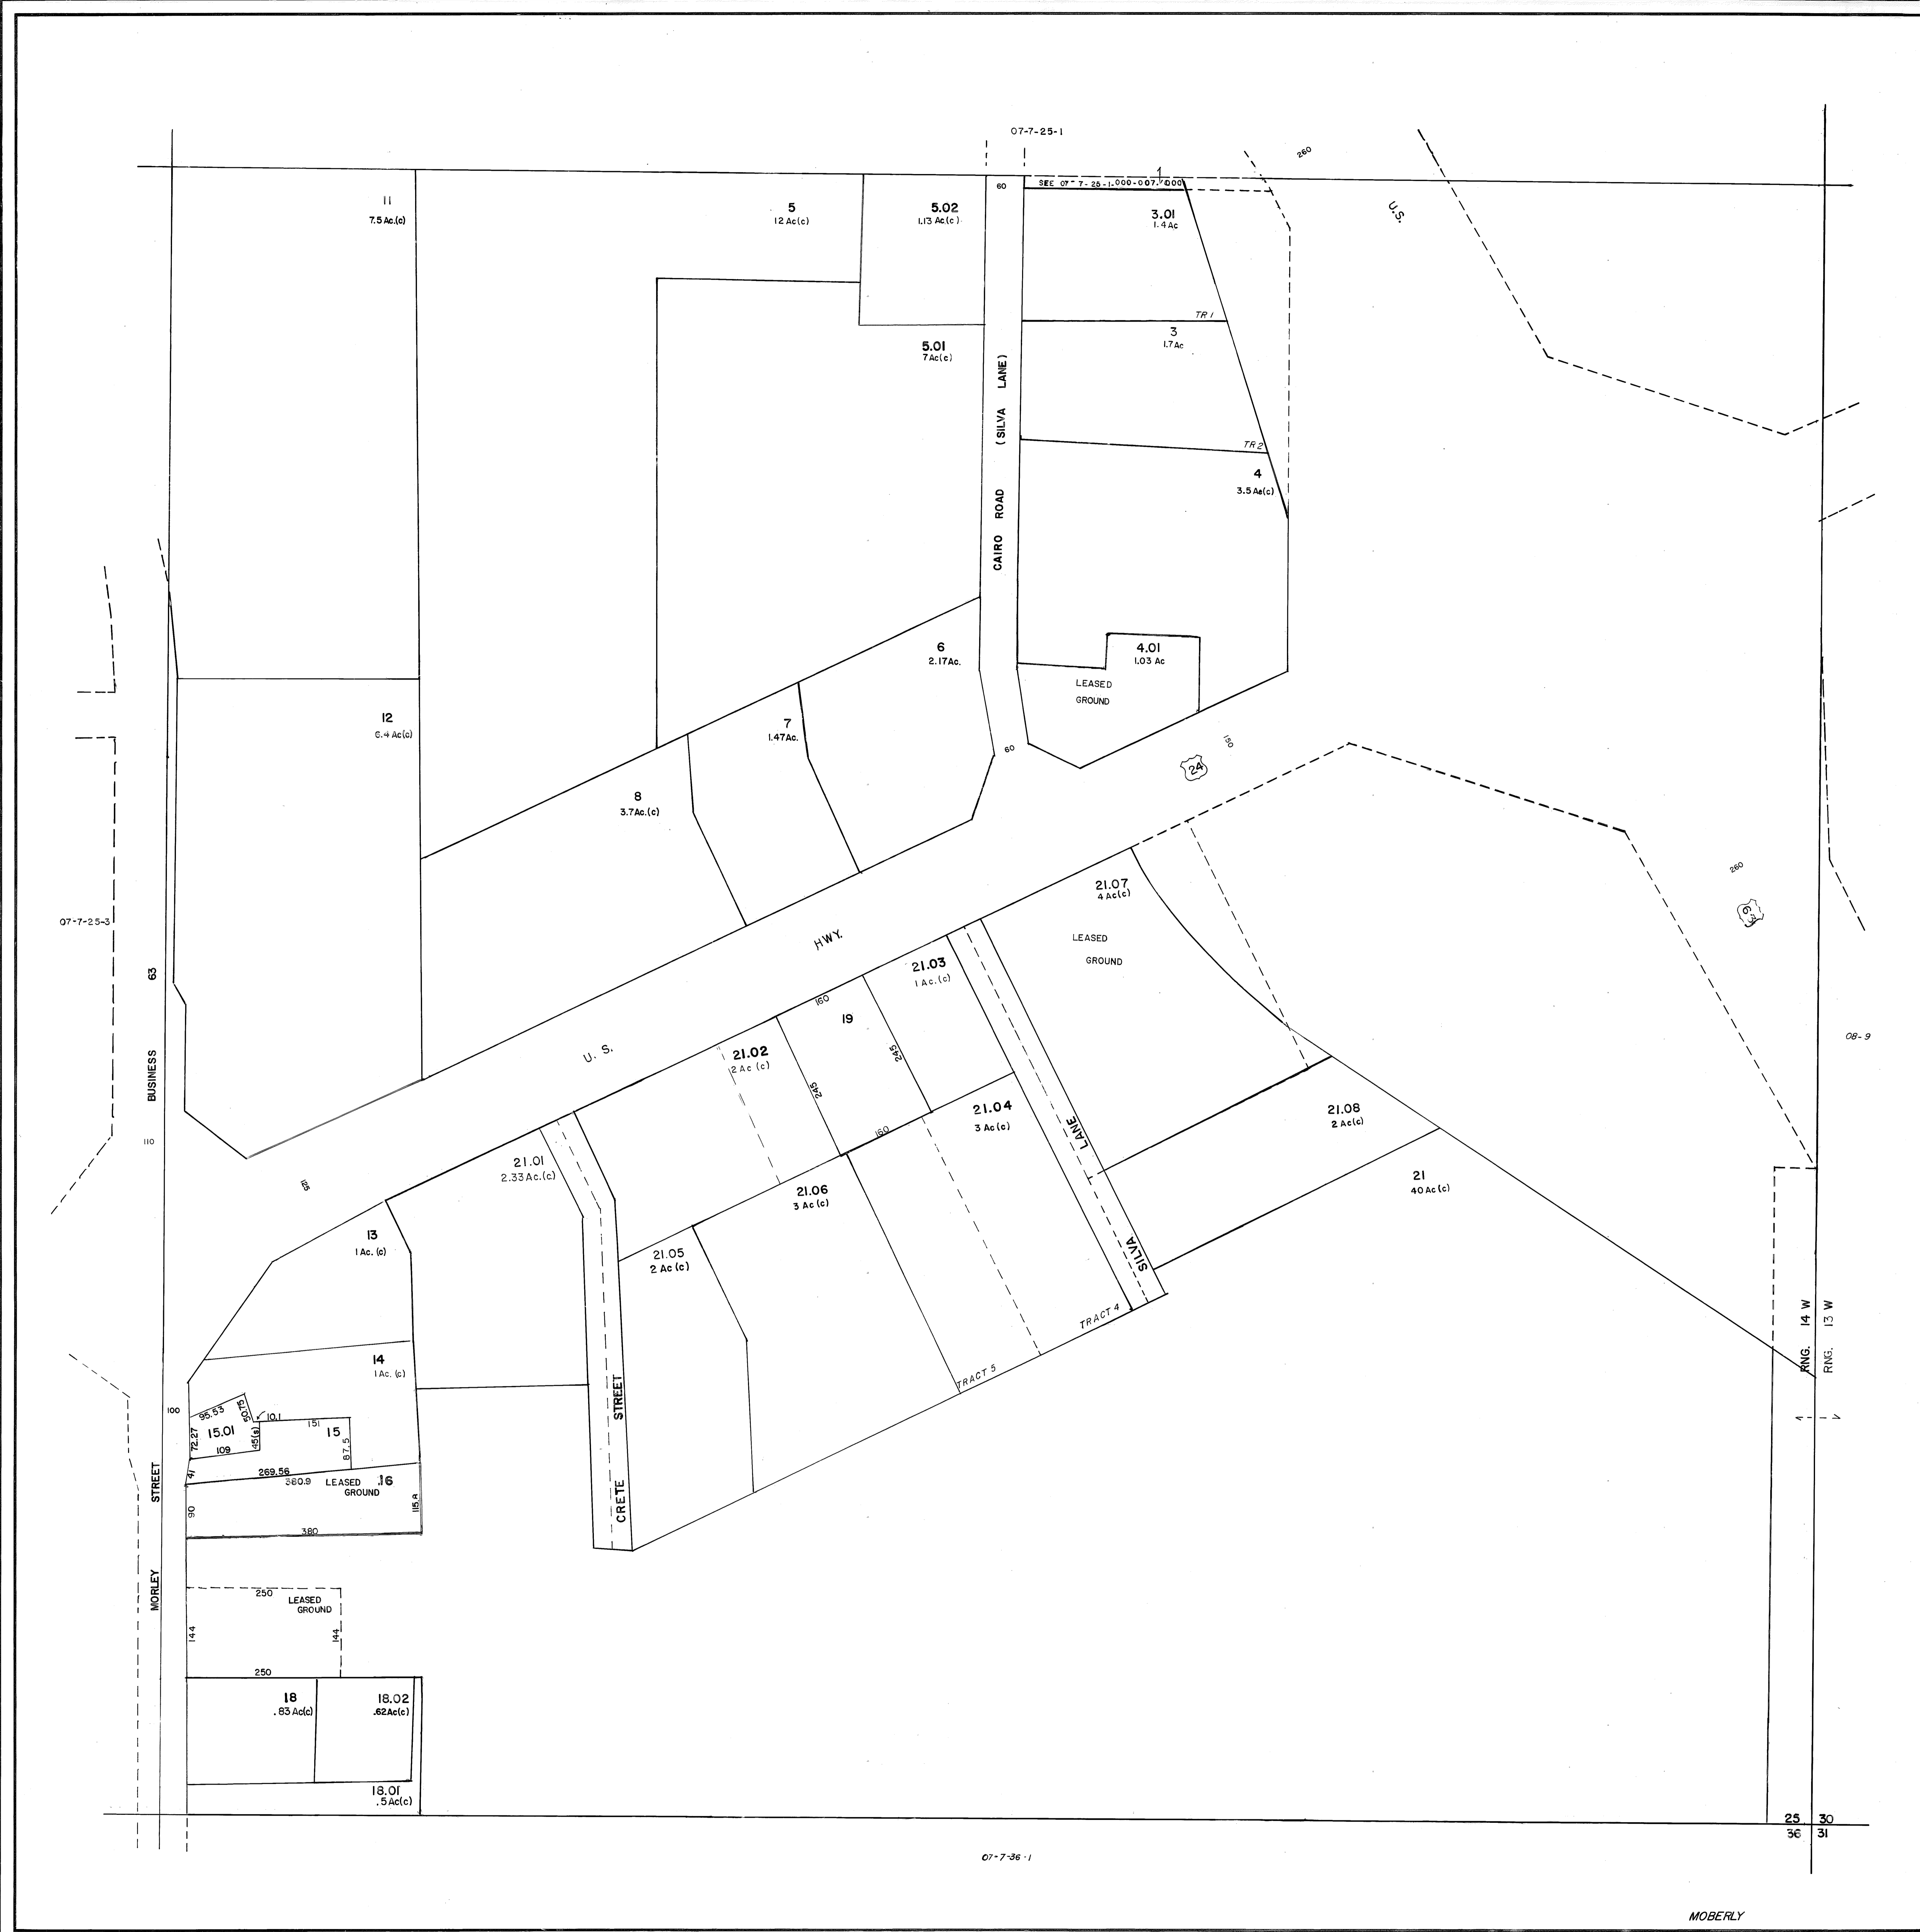 07-7-25-1
260
60
SEE 07-7-25-1-000-007.000
1
11
7.5 Ac.(c)
5
12 Ac(c)
5.02
1.13 Ac.(c)
3.01
1.4 Ac
U.S.
TR 1
3
1.7 Ac
5.01
7 Ac(c)
CAIRO ROAD (SILVA LANE)
TR 2
4
3.5 Ac(c)
6
2.17 Ac.
4.01
1.03 Ac
LEASED
GROUND
12
6.4 Ac(c)
7
1.47 Ac.
60
150
24
8
3.7 Ac.(c)
260
63
07-7-25-3
21.07
4 Ac(c)
LEASED
GROUND
HWY.
U. S.
BUSINESS 63
21.03
1 Ac.(c)
160
19
245
245
160
21.02
2 Ac (c)
08-9
110
125
21.04
3 Ac(c)
SILVA LANE
21.08
2 Ac(c)
21.01
2.33 Ac.(c)
21.06
3 Ac (c)
21
40 Ac(c)
13
1 Ac. (c)
21.05
2 Ac (c)
TRACT 4
TRACT 5
RNG. 14 W
RNG. 13 W
14
1 Ac. (c)
CRETE STREET
100
95.53
50.75
10.1
151
15.01
72.27
45(s)
109
15
87.5
41
269.56
380.9
LEASED
GROUND
16
90
115.8
380
MORLEY STREET
250
LEASED
GROUND
144
144
250
18
.83 Ac(c)
18.02
.62 Ac(c)
18.01
.5 Ac(c)
25 30
36 31
07-7-36-1
MOBERLY